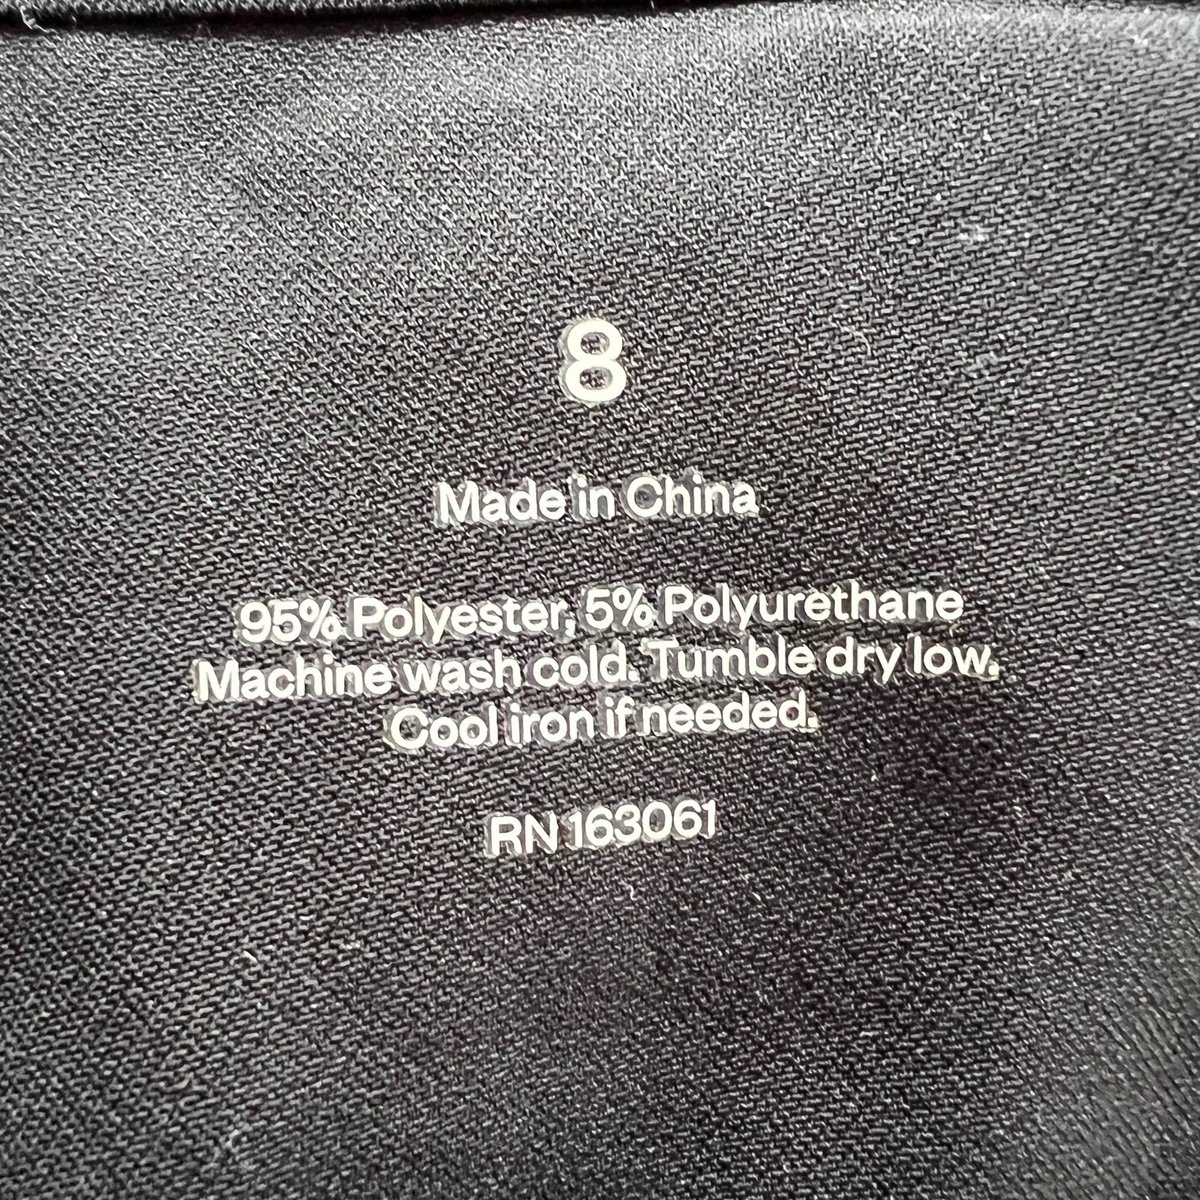 8
Made in China
95% Polyester, 5% Polyurethane
Machine wash cold. Tumble dry low.
Cool iron if needed.
RN 163061